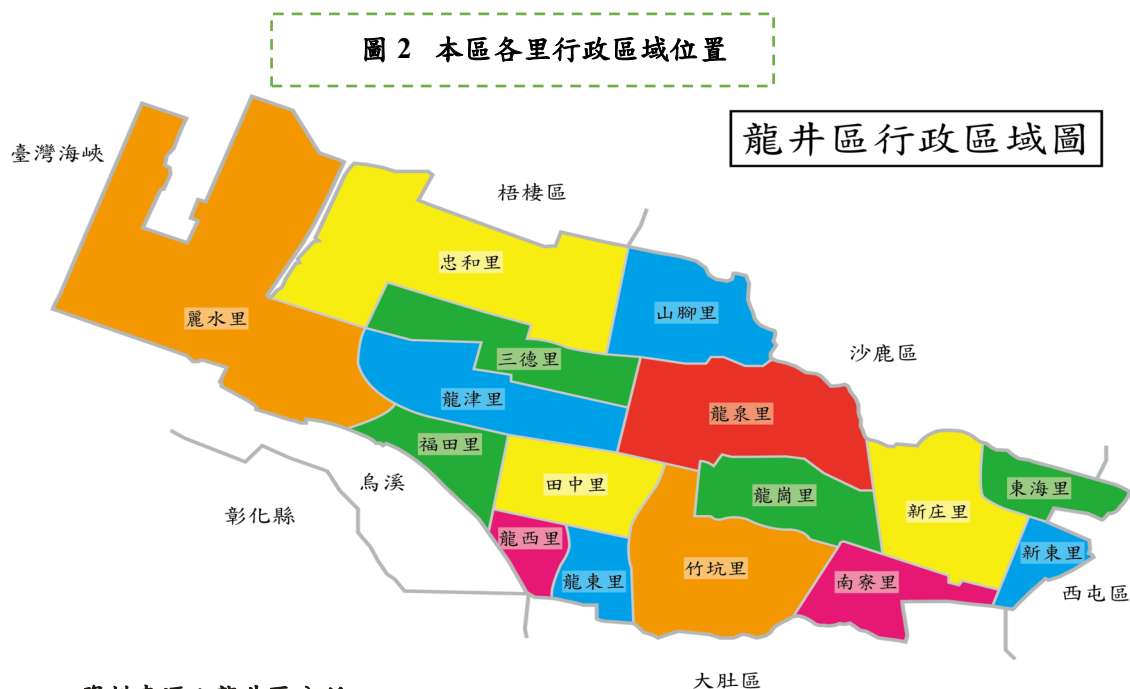 圖 2 本區各里行政區域位置
龍井區行政區域圖
臺灣海峽
梧棲區
忠和里
山腳里
麗水里
沙鹿區
三德里
龍津里
龍泉里
福田里
烏溪
田中里
龍崗里
東海里
彰化縣
新庄里
龍西里
新東里
龍東里
竹坑里
南寮里
西屯區
大肚區